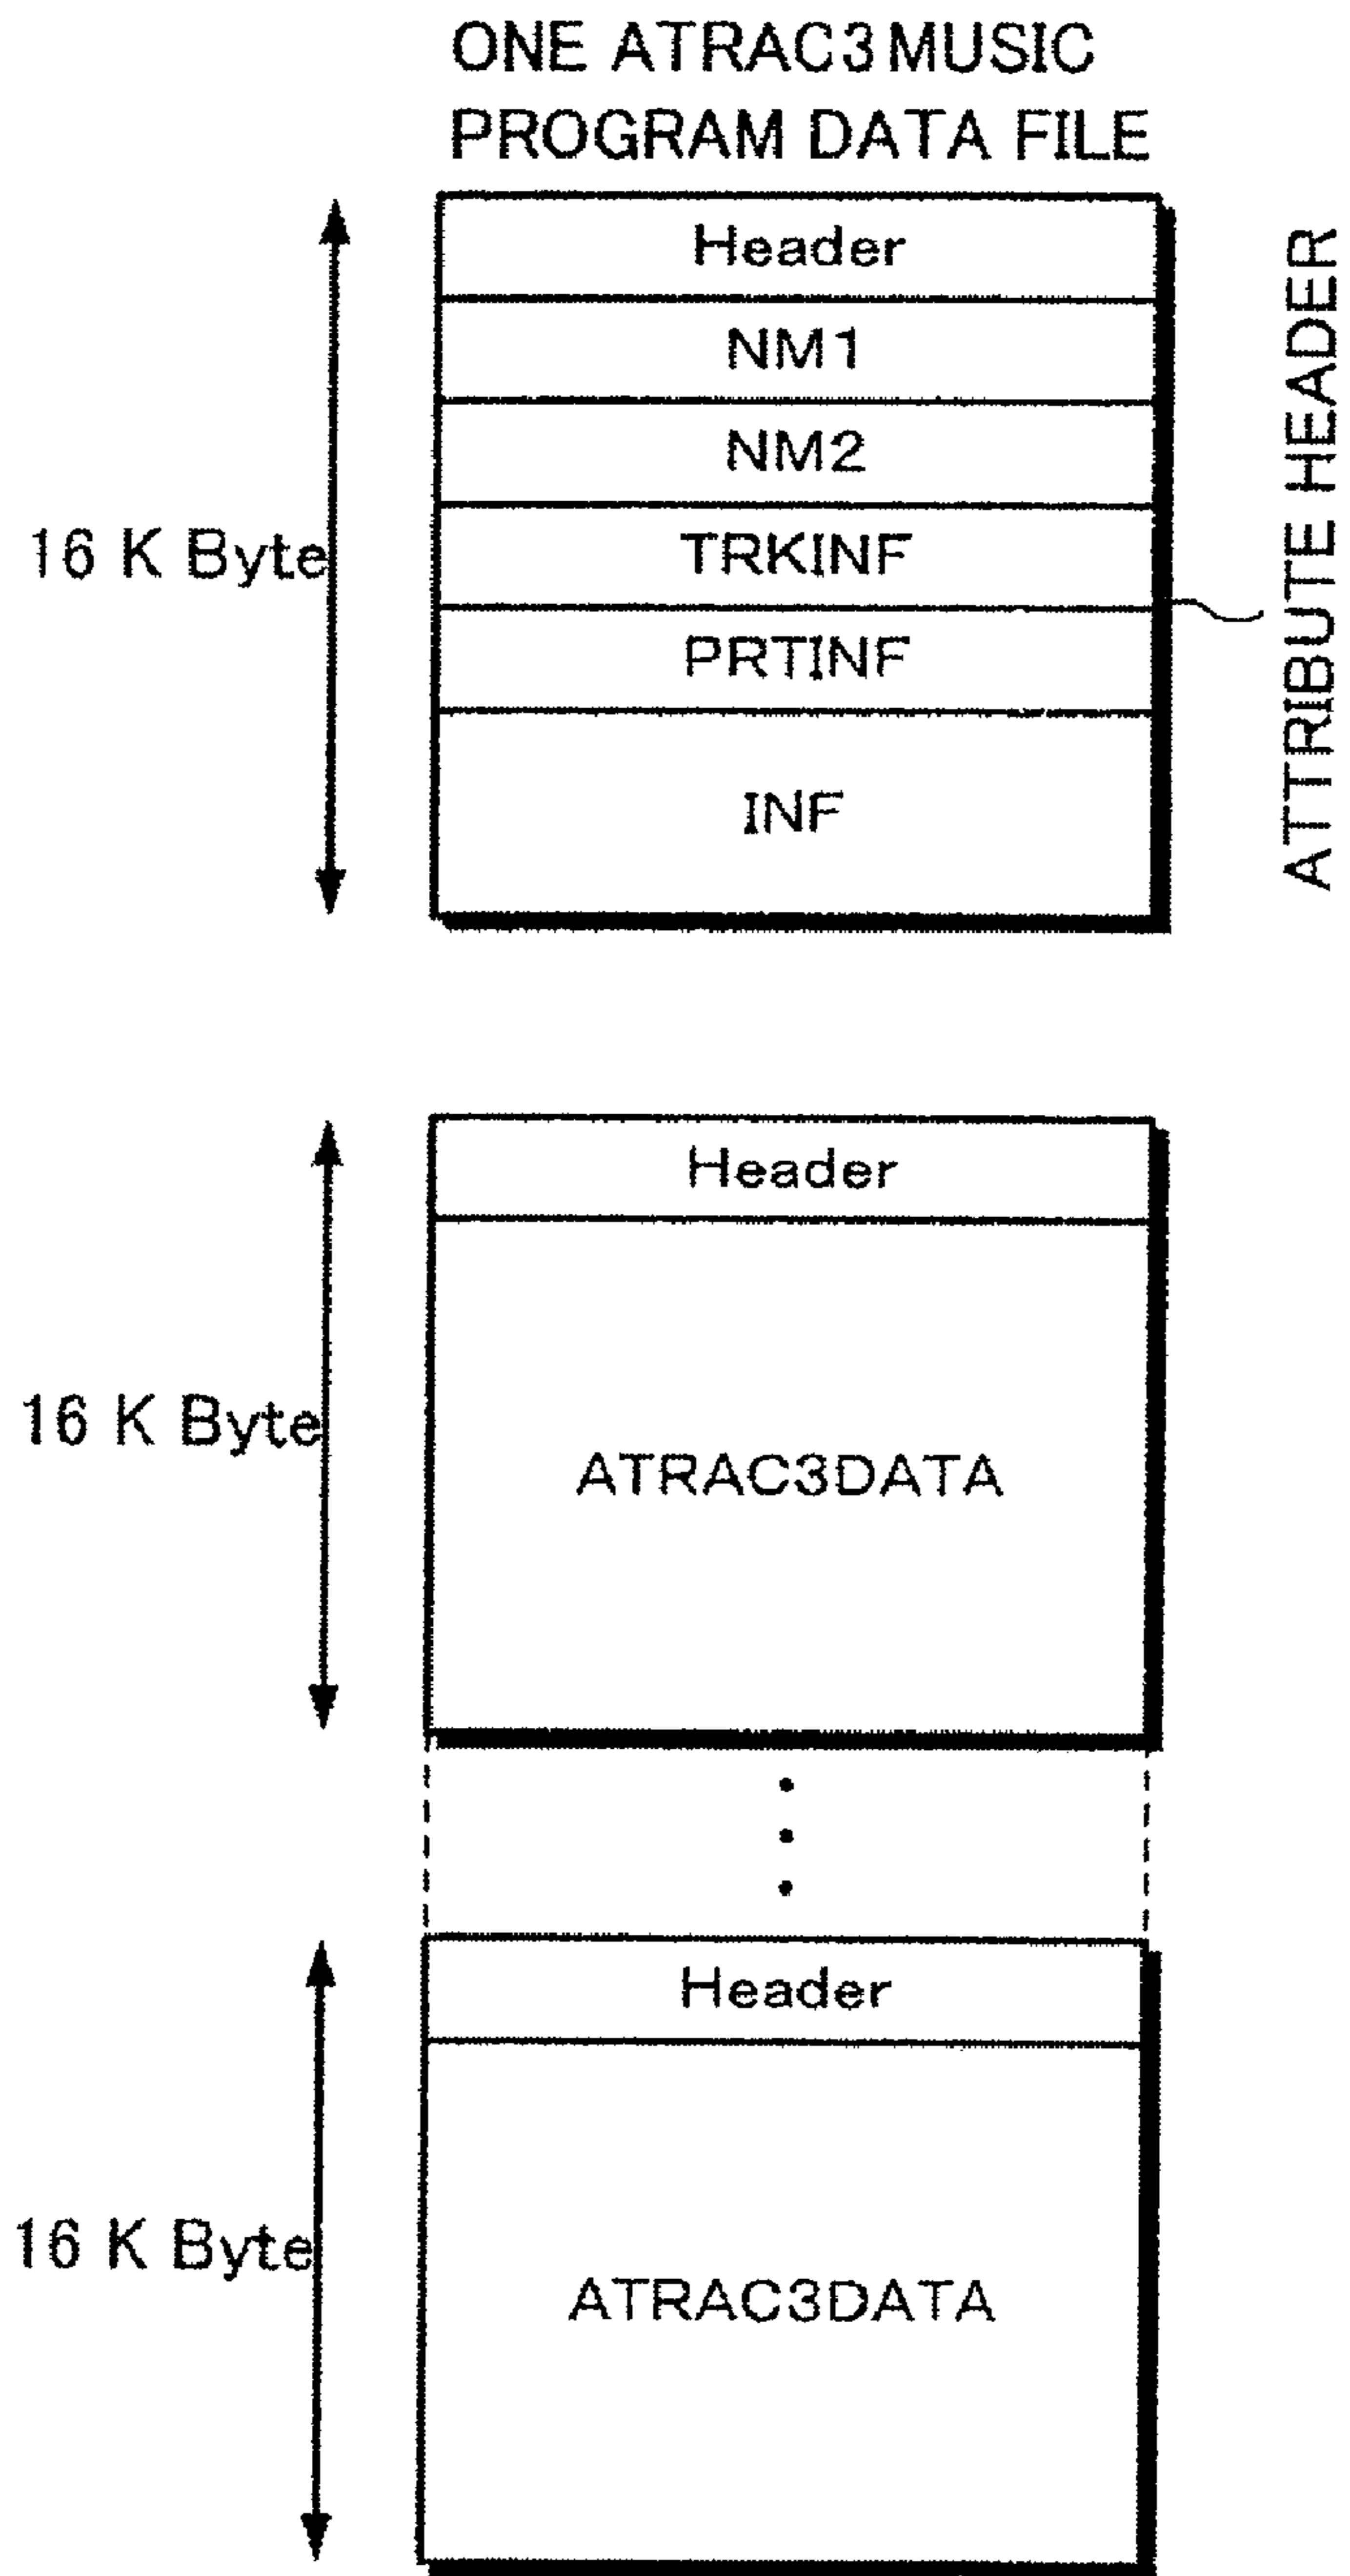 ONE ATRAC3 MUSIC
PROGRAM DATA FILE
Header
NM1
NM2
TRKINF
PRTINF
INF
16 K Byte
ATTRIBUTE HEADER
Header
ATRAC3DATA
16 K Byte
Header
ATRAC3DATA
16 K Byte